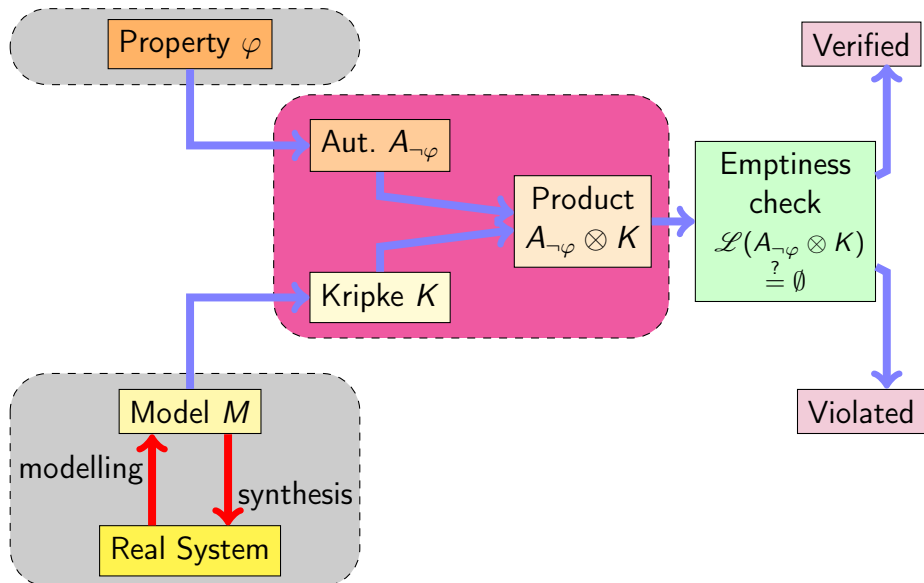 Property φ
Verified
Aut. A¬φ
Emptiness
check
ℒ(A¬φ ⊗ K)
≟ ∅
Product
A¬φ ⊗ K
Kripke K
Model M
Violated
modelling
synthesis
Real System